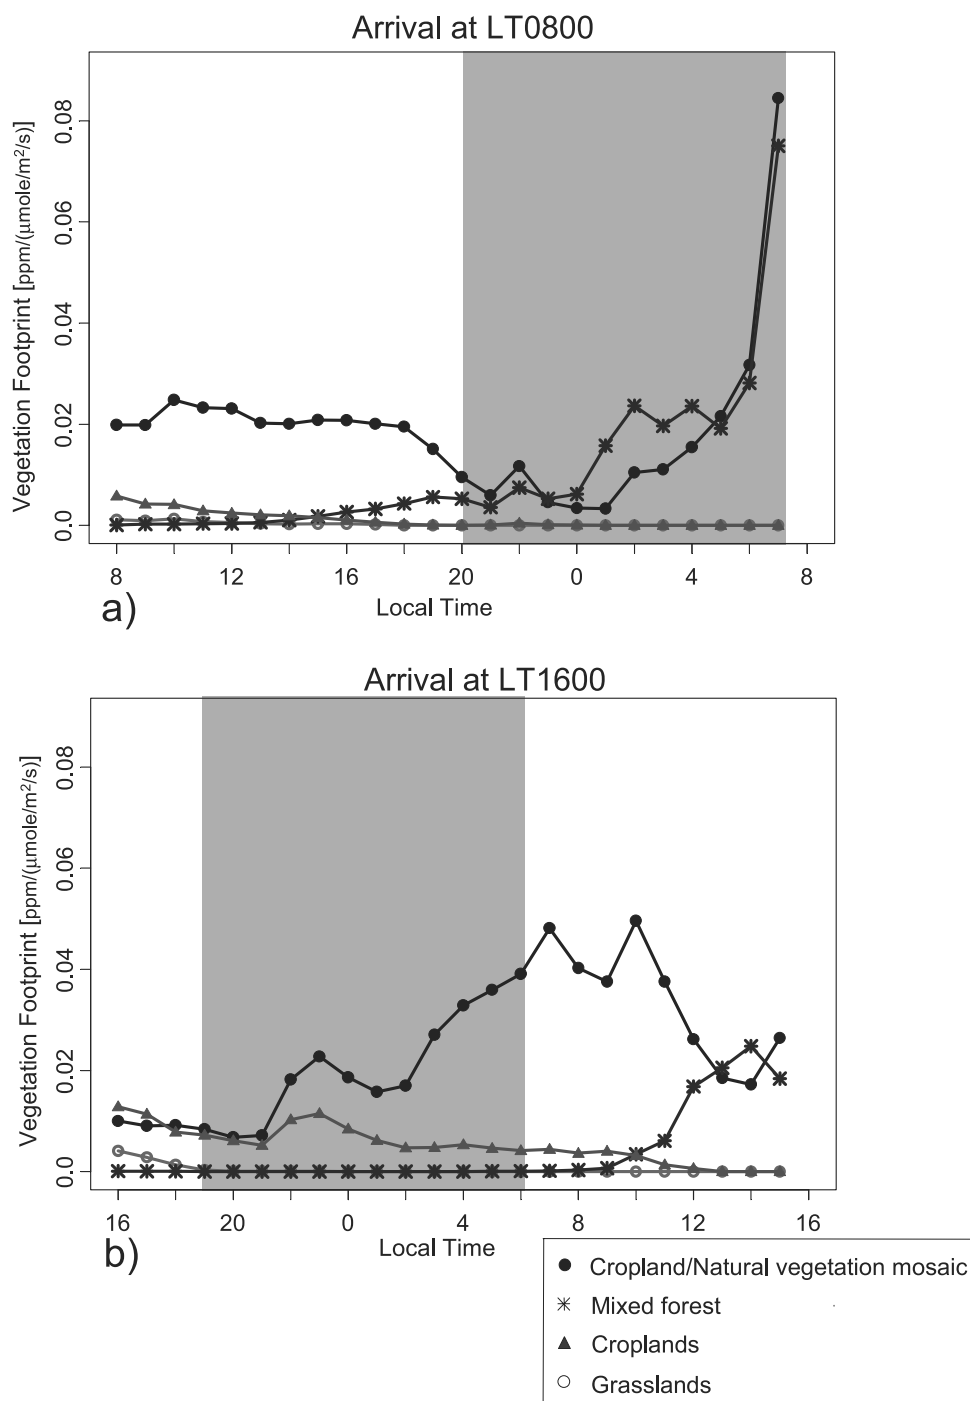 Arrival at LT0800
Vegetation Footprint [ppm/(μmole/m²/s)]
0.08
0.06
0.04
0.02
0.0
8 12 16 20 0 4 8
Local Time
a)
Arrival at LT1600
Vegetation Footprint [ppm/(μmole/m²/s)]
0.08
0.06
0.04
0.02
0.0
16 20 0 4 8 12 16
Local Time
b)
Cropland/Natural vegetation mosaic
Mixed forest
Croplands
Grasslands